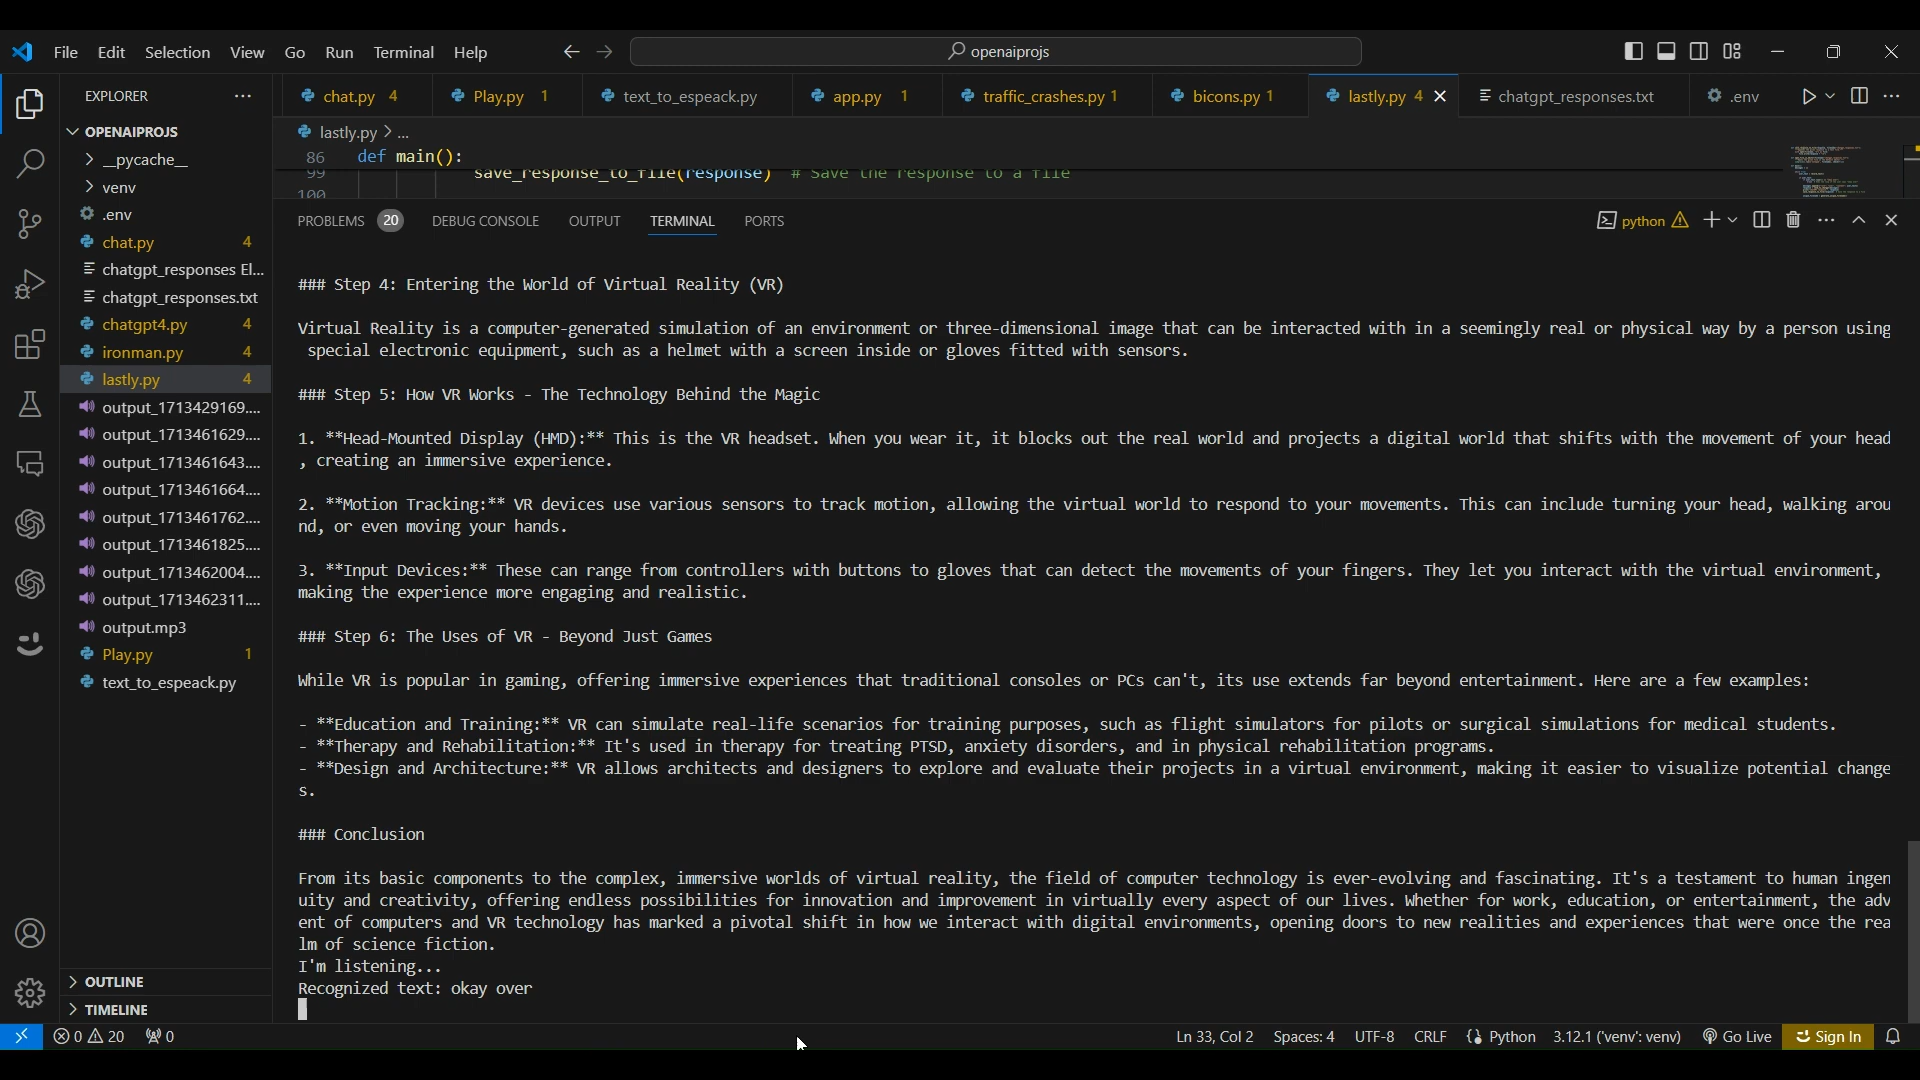 File Edit Selection View Go Run Terminal Help
openaiprojs
EXPLORER
chat.py 4
Play.py 1
text_to_espeack.py
app.py 1
traffic_crashes.py 1
bicons.py 1
lastly.py 4
chatgpt_responses.txt
.env
OPENAIPROJS
__pycache__
venv
.env
chat.py 4
chatgpt_responses El...
chatgpt_responses.txt
chatgpt4.py 4
ironman.py 4
lastly.py 4
output_1713429169....
output_1713461629....
output_1713461643....
output_1713461664....
output_1713461762....
output_1713461825....
output_1713462004....
output_1713462311....
output.mp3
Play.py 1
text_to_espeack.py
OUTLINE
TIMELINE
lastly.py > ...
86 def main():
99 save_response_to_file(response) # Save the response to a file
100
PROBLEMS 20 DEBUG CONSOLE OUTPUT TERMINAL PORTS
python
### Step 4: Entering the World of Virtual Reality (VR)
Virtual Reality is a computer-generated simulation of an environment or three-dimensional image that can be interacted with in a seemingly real or physical way by a person using
special electronic equipment, such as a helmet with a screen inside or gloves fitted with sensors.
### Step 5: How VR Works - The Technology Behind the Magic
1. **Head-Mounted Display (HMD):** This is the VR headset. When you wear it, it blocks out the real world and projects a digital world that shifts with the movement of your head
, creating an immersive experience.
2. **Motion Tracking:** VR devices use various sensors to track motion, allowing the virtual world to respond to your movements. This can include turning your head, walking arou
nd, or even moving your hands.
3. **Input Devices:** These can range from controllers with buttons to gloves that can detect the movements of your fingers. They let you interact with the virtual environment,
making the experience more engaging and realistic.
### Step 6: The Uses of VR - Beyond Just Games
While VR is popular in gaming, offering immersive experiences that traditional consoles or PCs can't, its use extends far beyond entertainment. Here are a few examples:
- **Education and Training:** VR can simulate real-life scenarios for training purposes, such as flight simulators for pilots or surgical simulations for medical students.
- **Therapy and Rehabilitation:** It's used in therapy for treating PTSD, anxiety disorders, and in physical rehabilitation programs.
- **Design and Architecture:** VR allows architects and designers to explore and evaluate their projects in a virtual environment, making it easier to visualize potential change
s.
### Conclusion
From its basic components to the complex, immersive worlds of virtual reality, the field of computer technology is ever-evolving and fascinating. It's a testament to human ingen
uity and creativity, offering endless possibilities for innovation and improvement in virtually every aspect of our lives. Whether for work, education, or entertainment, the adv
ent of computers and VR technology has marked a pivotal shift in how we interact with digital environments, opening doors to new realities and experiences that were once the rea
lm of science fiction.
I'm listening...
Recognized text: okay over
0 20 0
Ln 33, Col 2 Spaces: 4 UTF-8 CRLF Python 3.12.1 ('venv': venv) Go Live Sign In